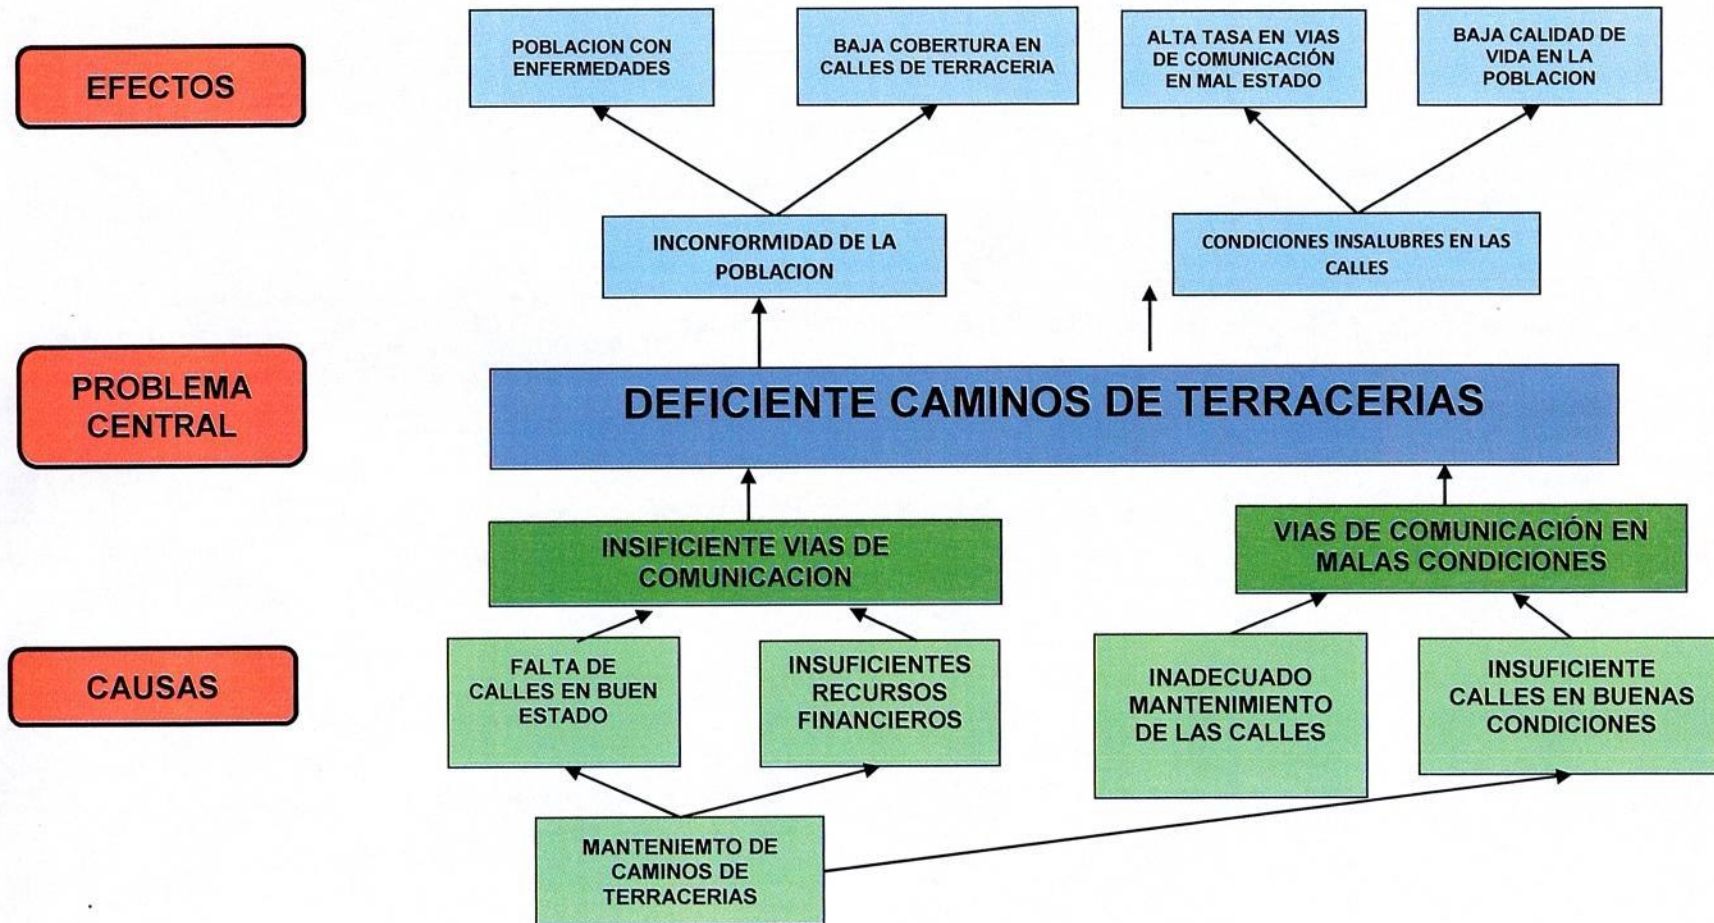 EFECTOS
POBLACION CON
ENFERMEDADES
BAJA COBERTURA EN
CALLES DE TERRACERIA
ALTA TASA EN VIAS
DE COMUNICACIÓN
EN MAL ESTADO
BAJA CALIDAD DE
VIDA EN LA
POBLACION
INCONFORMIDAD DE LA
POBLACION
CONDICIONES INSALUBRES EN LAS
CALLES
PROBLEMA
CENTRAL
DEFICIENTE CAMINOS DE TERRACERIAS
INSIFICIENTE VIAS DE
COMUNICACION
VIAS DE COMUNICACIÓN EN
MALAS CONDICIONES
CAUSAS
FALTA DE
CALLES EN BUEN
ESTADO
INSUFICIENTES
RECURSOS
FINANCIEROS
INADECUADO
MANTENIMIENTO
DE LAS CALLES
INSUFICIENTE
CALLES EN BUENAS
CONDICIONES
MANTENIEMTO DE
CAMINOS DE
TERRACERIAS